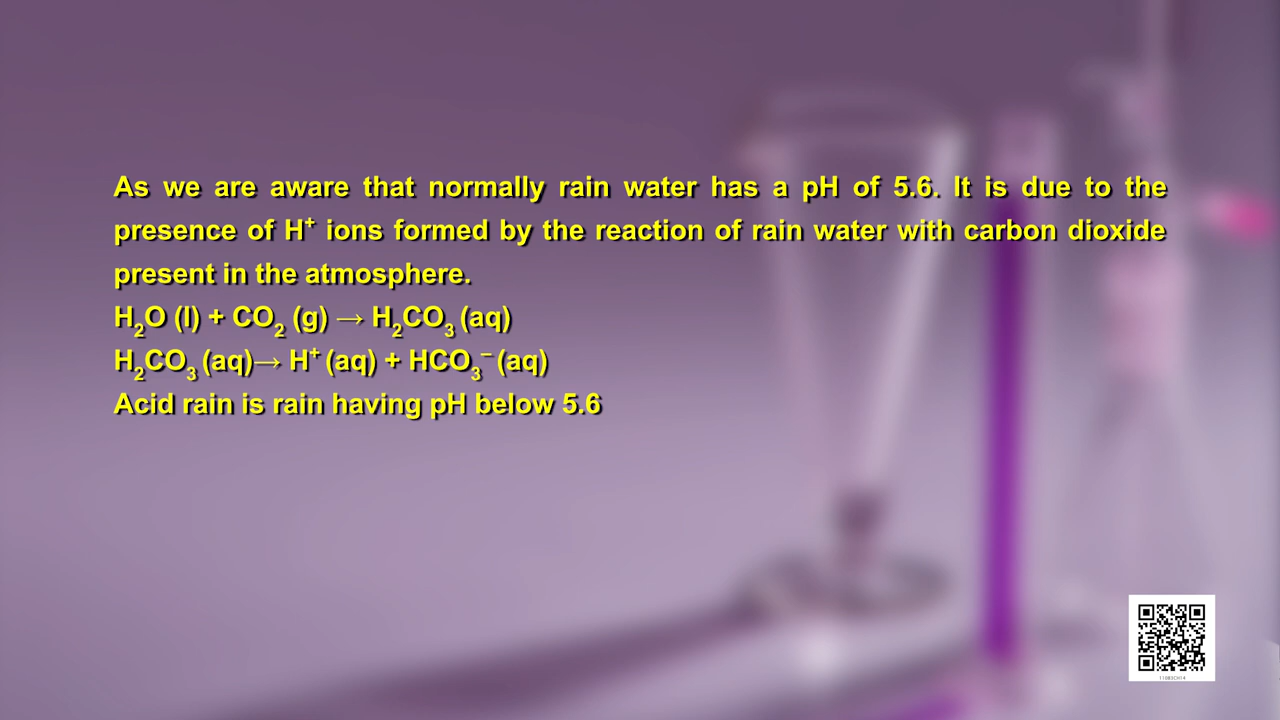 As we are aware that normally rain water has a pH of 5.6. It is due to the
presence of H⁺ ions formed by the reaction of rain water with carbon dioxide
present in the atmosphere.
H₂O (l) + CO₂ (g) → H₂CO₃ (aq)
H₂CO₃ (aq)→ H⁺ (aq) + HCO₃⁻ (aq)
Acid rain is rain having pH below 5.6